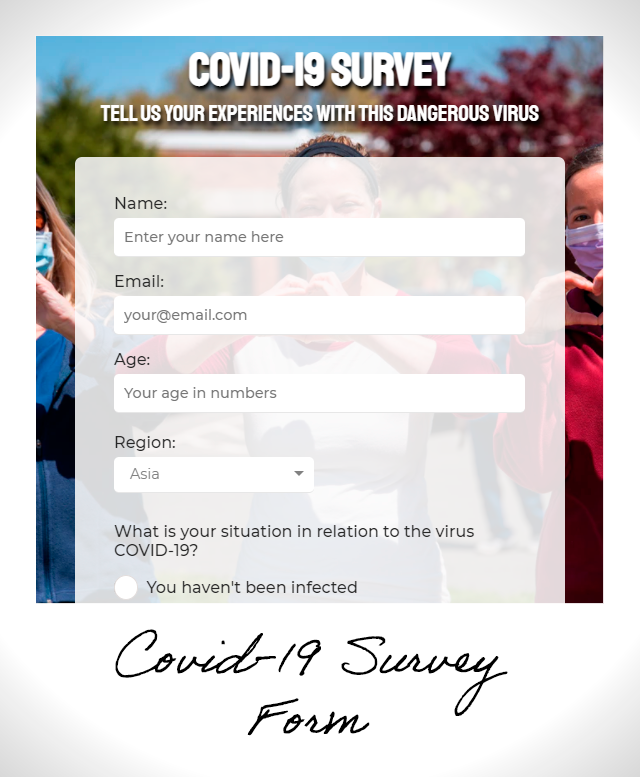 COVID-19 SURVEY
TELL US YOUR EXPERIENCES WITH THIS DANGEROUS VIRUS
Name:
Enter your name here
Email:
your@email.com
Age:
Your age in numbers
Region:
Asia
What is your situation in relation to the virus
COVID-19?
You haven't been infected
Covid-19 Survey
Form